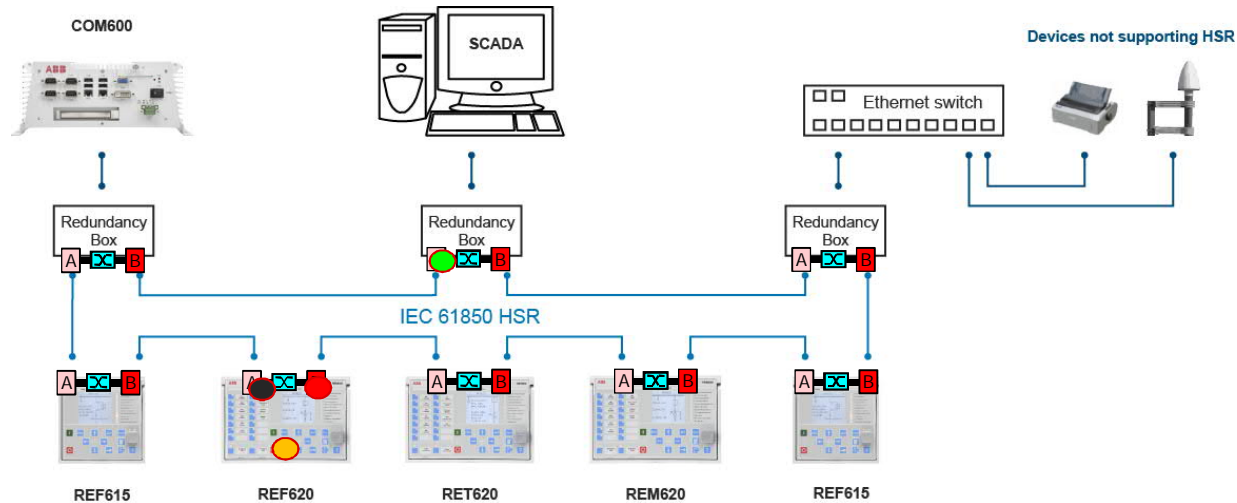 COM600
SCADA
Devices not supporting HSR
ABB
Ethernet switch
Redundancy
Box
Redundancy
Box
Redundancy
Box
A
B
B
A
B
IEC 61850 HSR
A
B
A
B
A
B
A
B
REF615
REF620
RET620
REM620
REF615